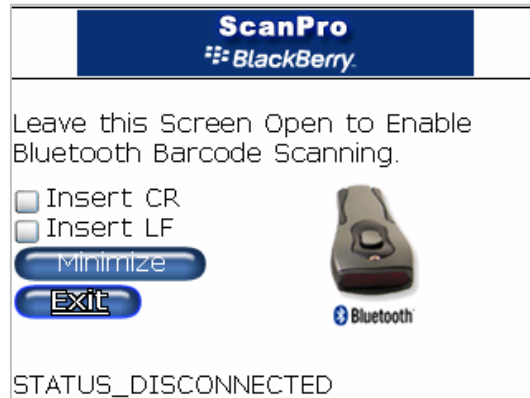 ScanPro
BlackBerry.
Leave this Screen Open to Enable
Bluetooth Barcode Scanning.
Insert CR
Insert LF
Minimize
Exit
Bluetooth
STATUS_DISCONNECTED